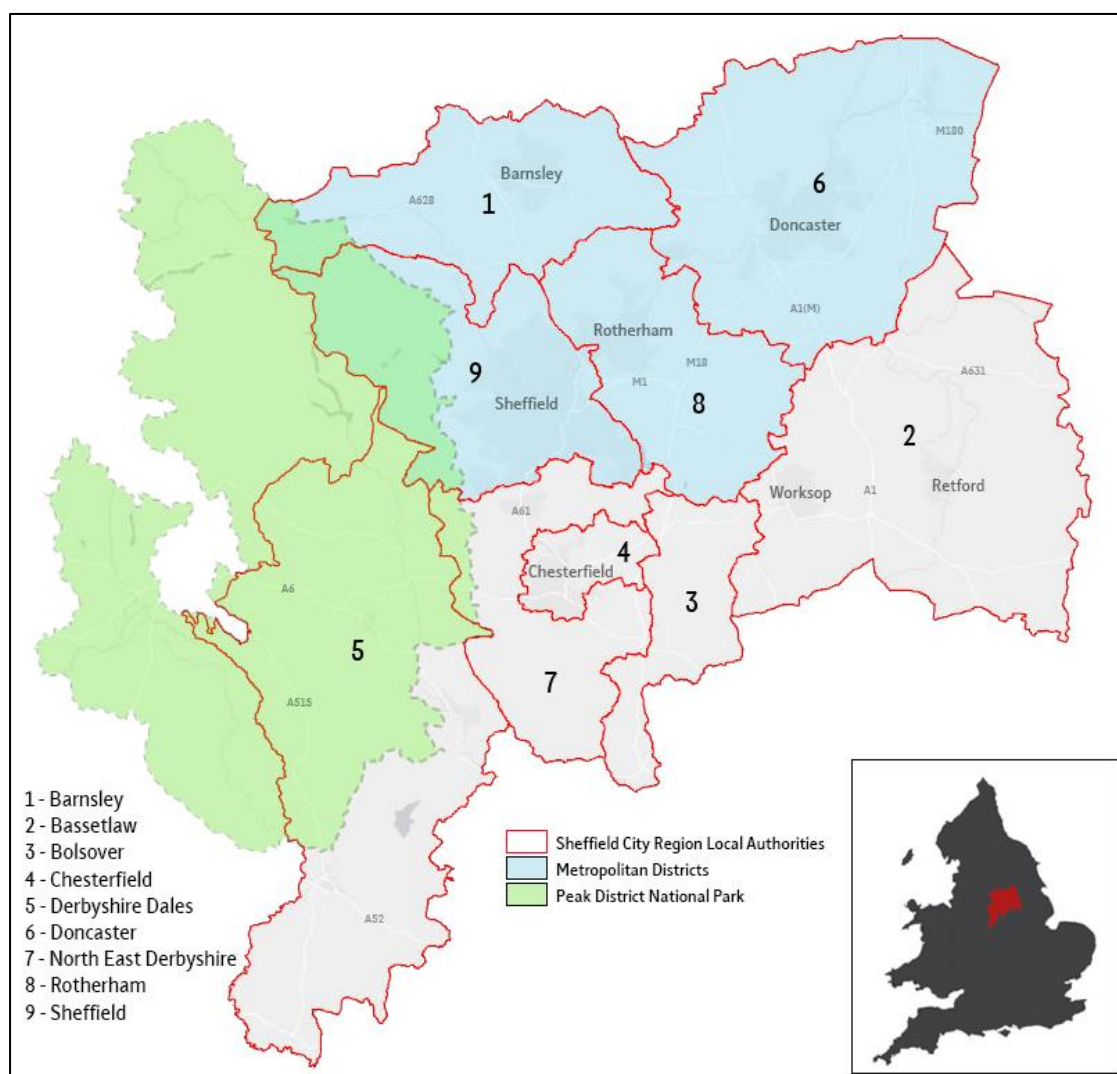 M180
Barnsley
6
A628
1
Doncaster
A1(M)
Rotherham
M18
A631
9
M1
Sheffield
8
2
Worksop
Retford
A61
A1
4
Chesterfield
A6
3
5
7
A515
1 - Barnsley
2 - Bassetlaw
3 - Bolsover
4 - Chesterfield
5 - Derbyshire Dales
6 - Doncaster
7 - North East Derbyshire
8 - Rotherham
9 - Sheffield
Sheffield City Region Local Authorities
Metropolitan Districts
Peak District National Park
A52